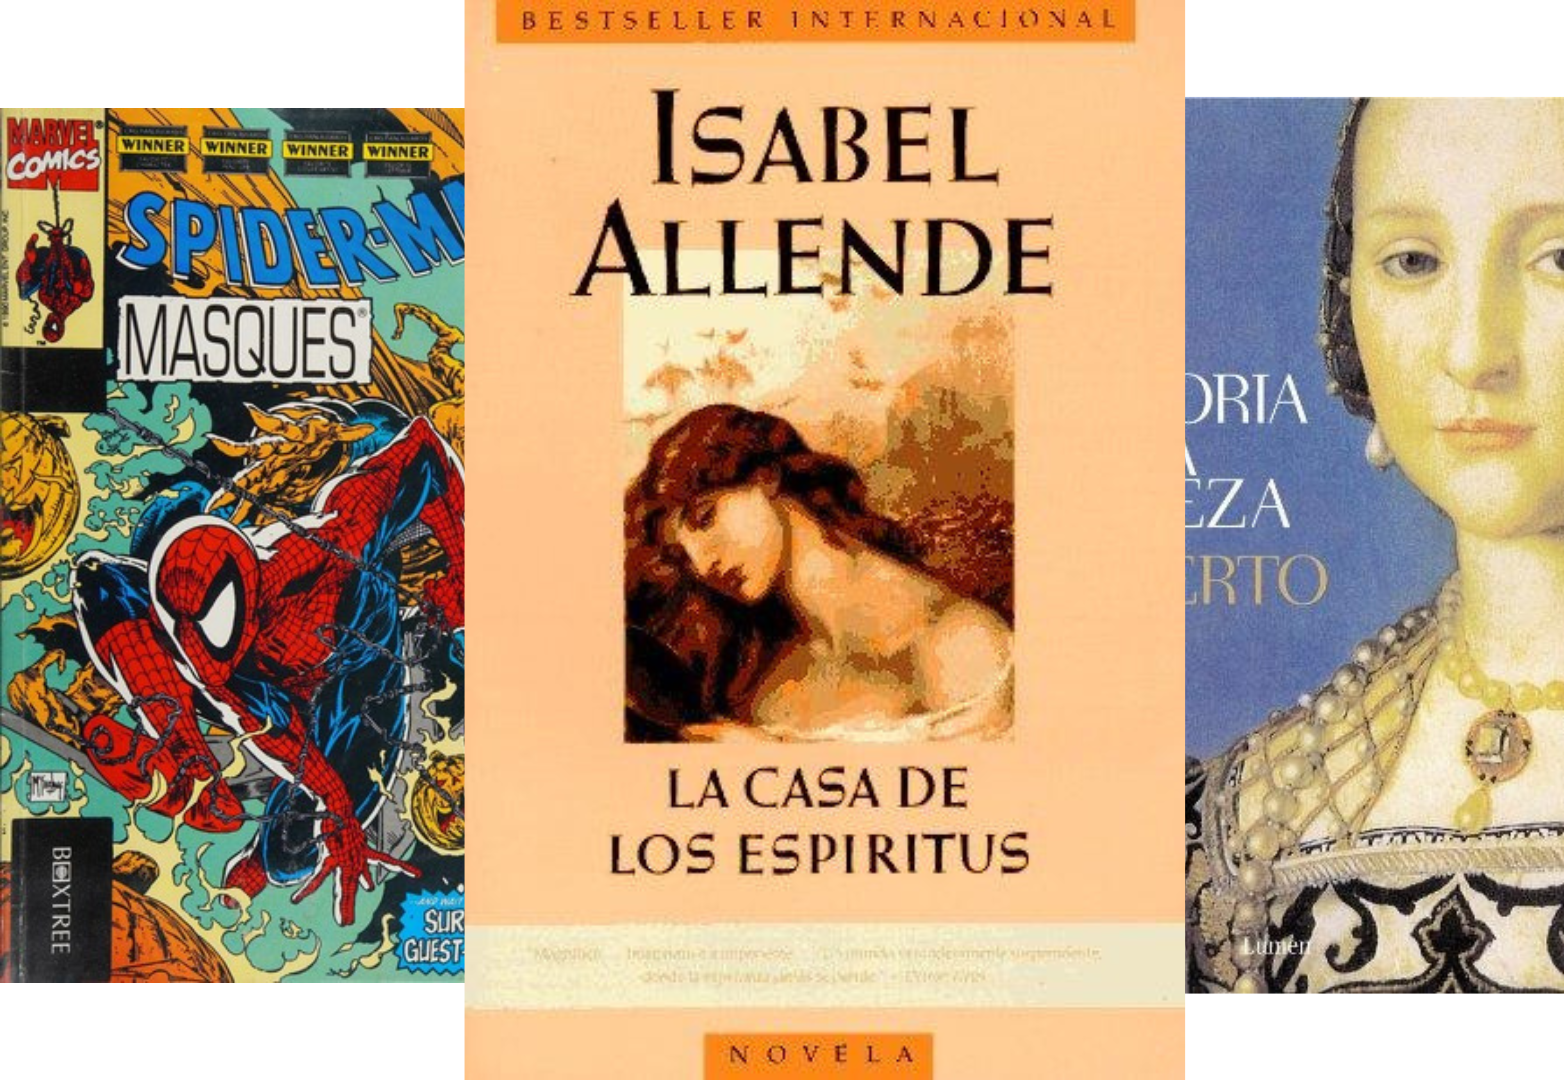 MARVEL
COMICS
WINNER
WINNER
WINNER
WINNER
SPIDER-M
MASQUES
BOXTREE
SUR
GUEST-
BESTSELLER INTERNACIONAL
ISABEL
ALLENDE
LA CASA DE
LOS ESPIRITUS
NOVELA
ORIA
A
EZA
ERTO
Lumen